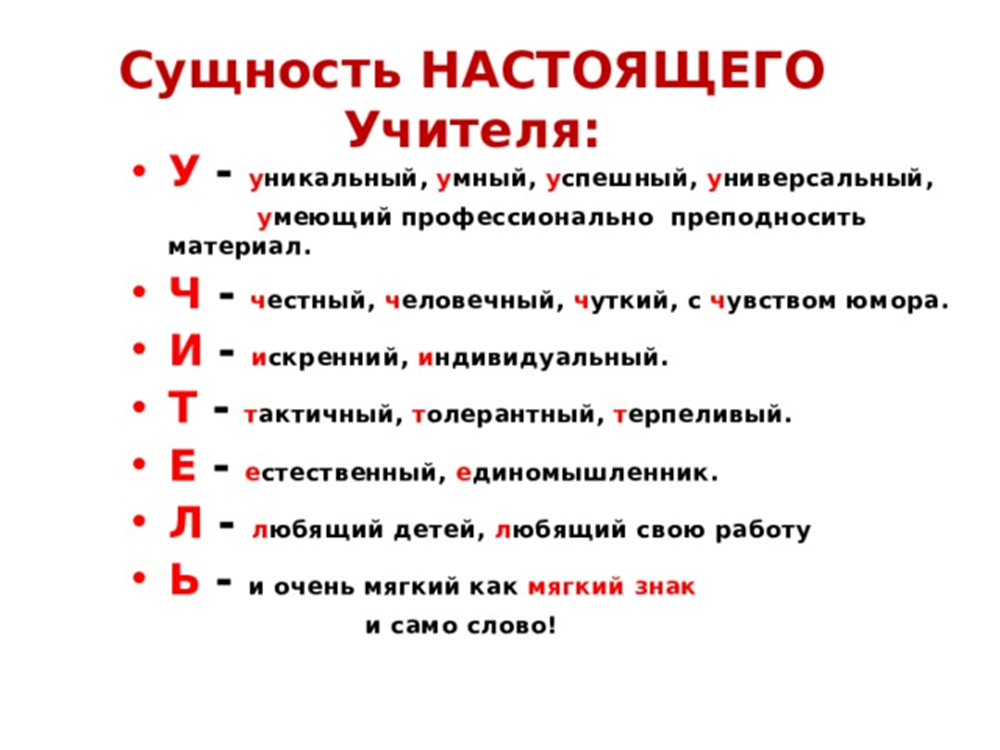 Сущность НАСТОЯЩЕГО
Учителя:
• У - уникальный, умный, успешный, универсальный,
умеющий профессионально преподносить
материал.
• Ч - честный, человечный, чуткий, с чувством юмора.
• И - искренний, индивидуальный.
• Т - тактичный, толерантный, терпеливый.
• Е - естественный, единомышленник.
• Л - любящий детей, любящий свою работу
• Ь - и очень мягкий как мягкий знак
и само слово!